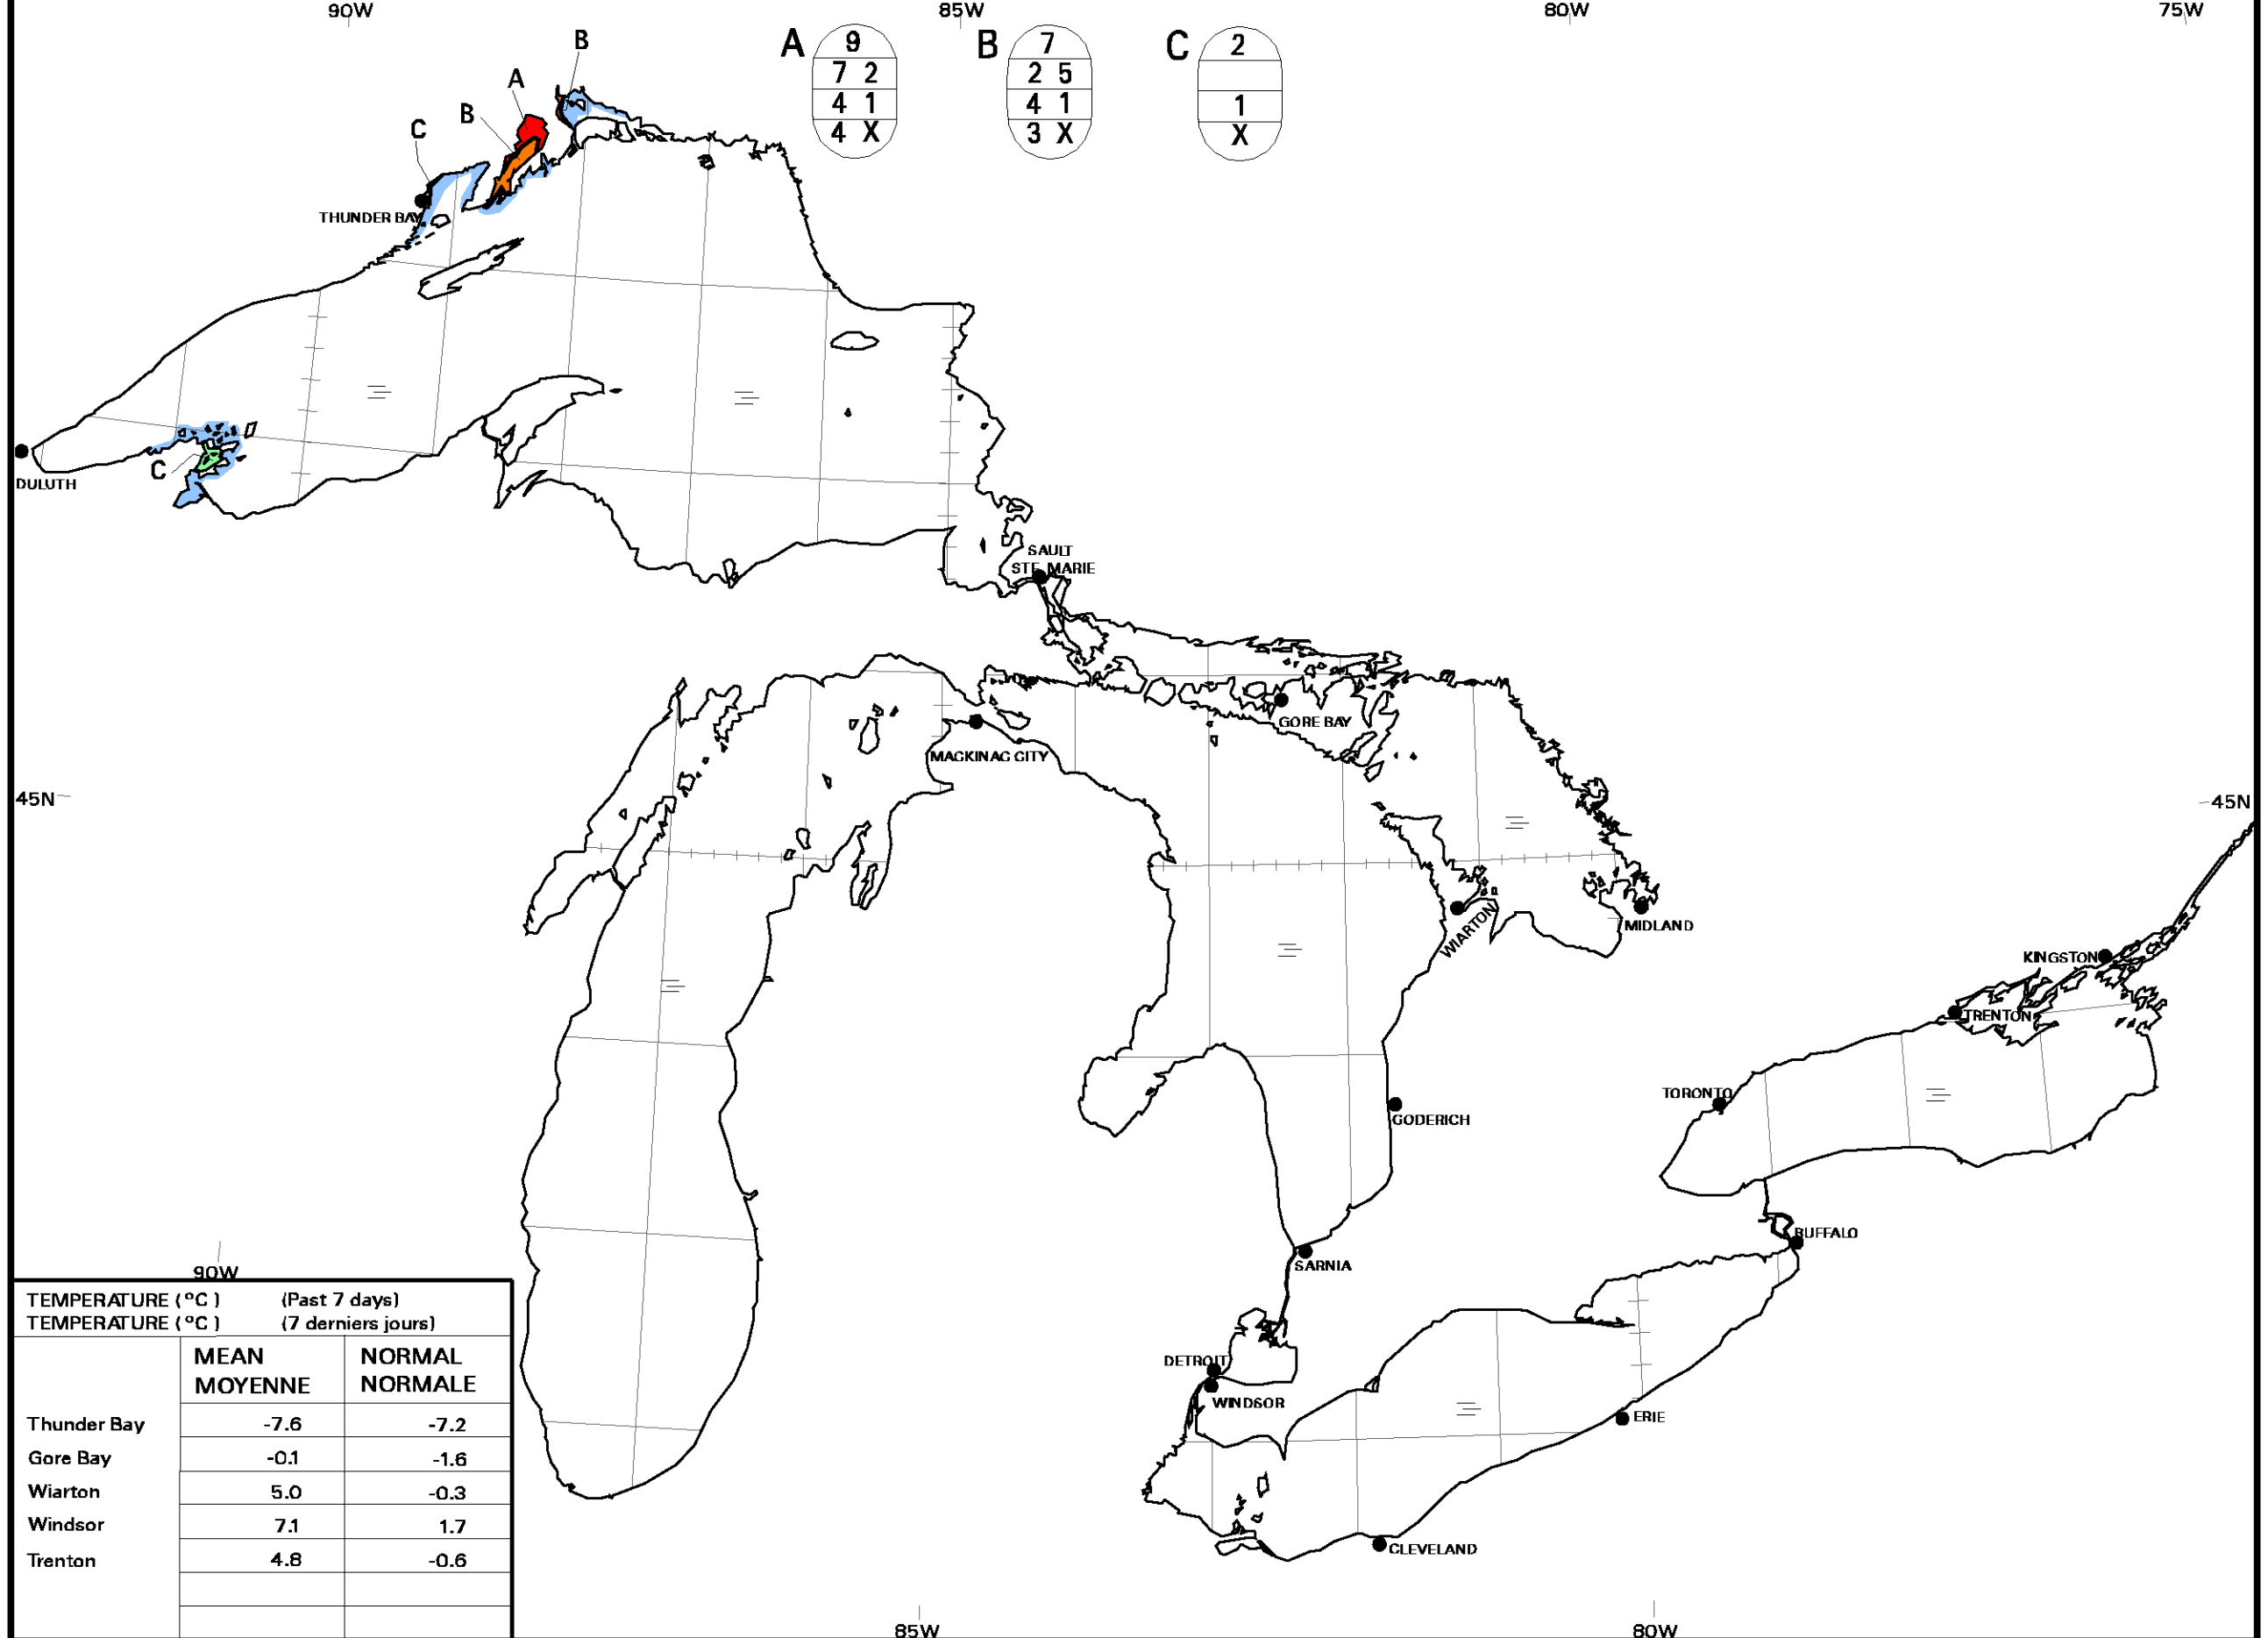 90W 85W 80W 75W
A 9
7 2
4 1
4 X
B 7
2 5
4 1
3 X
C 2
1
X
B
A
B
C
THUNDER BAY
C
DULUTH
SAULT
STE. MARIE
GORE BAY
MACKINAC CITY
45N
45N
WIARTON
MIDLAND
KINGSTON
TRENTON
TORONTO
GODERICH
BUFFALO
SARNIA
DETROIT
WINDSOR
ERIE
CLEVELAND
90W
TEMPERATURE (°C) (Past 7 days)
TEMPERATURE (°C) (7 derniers jours)
MEAN NORMAL
MOYENNE NORMALE
Thunder Bay -7.6 -7.2
Gore Bay -0.1 -1.6
Wiarton 5.0 -0.3
Windsor 7.1 1.7
Trenton 4.8 -0.6
85W 80W